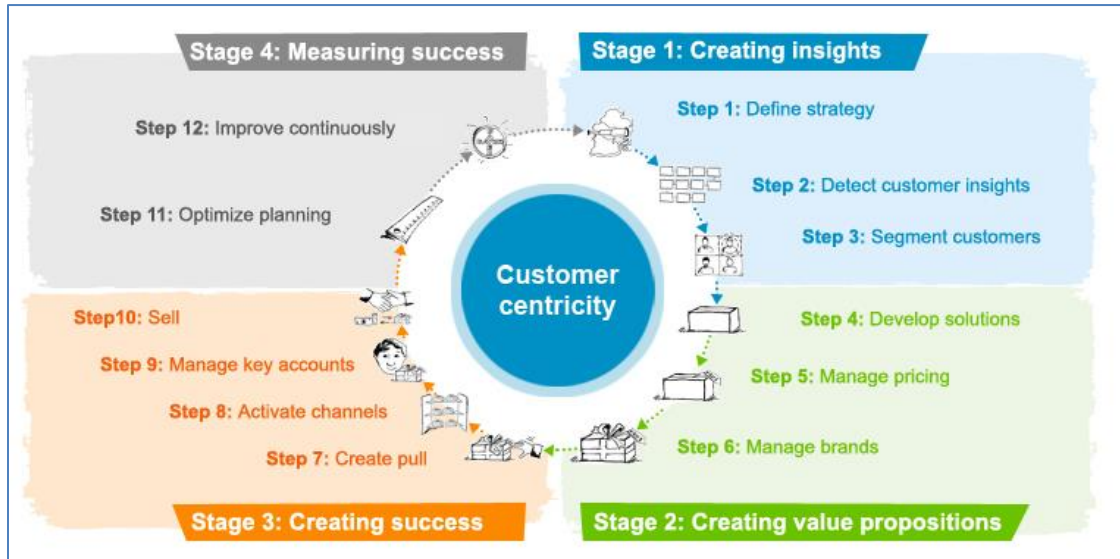 Stage 4: Measuring success
Stage 1: Creating insights
Step 1: Define strategy
Step 2: Detect customer insights
Step 3: Segment customers
Step 4: Develop solutions
Step 5: Manage pricing
Step 6: Manage brands
Stage 2: Creating value propositions
Step 7: Create pull
Step 8: Activate channels
Step 9: Manage key accounts
Step10: Sell
Stage 3: Creating success
Step 11: Optimize planning
Step 12: Improve continuously
Customer
centricity